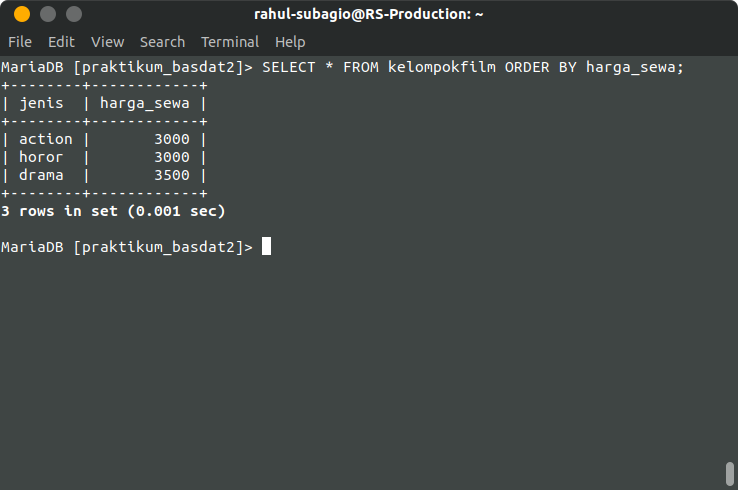 rahul-subagio@RS-Production: ~
File Edit View Search Terminal Help
MariaDB [praktikum_basdat2]> SELECT * FROM kelompokfilm ORDER BY harga_sewa;
+--------+------------+
| jenis  | harga_sewa |
+--------+------------+
| action |       3000 |
| horor  |       3000 |
| drama  |       3500 |
+--------+------------+
3 rows in set (0.001 sec)
MariaDB [praktikum_basdat2]>